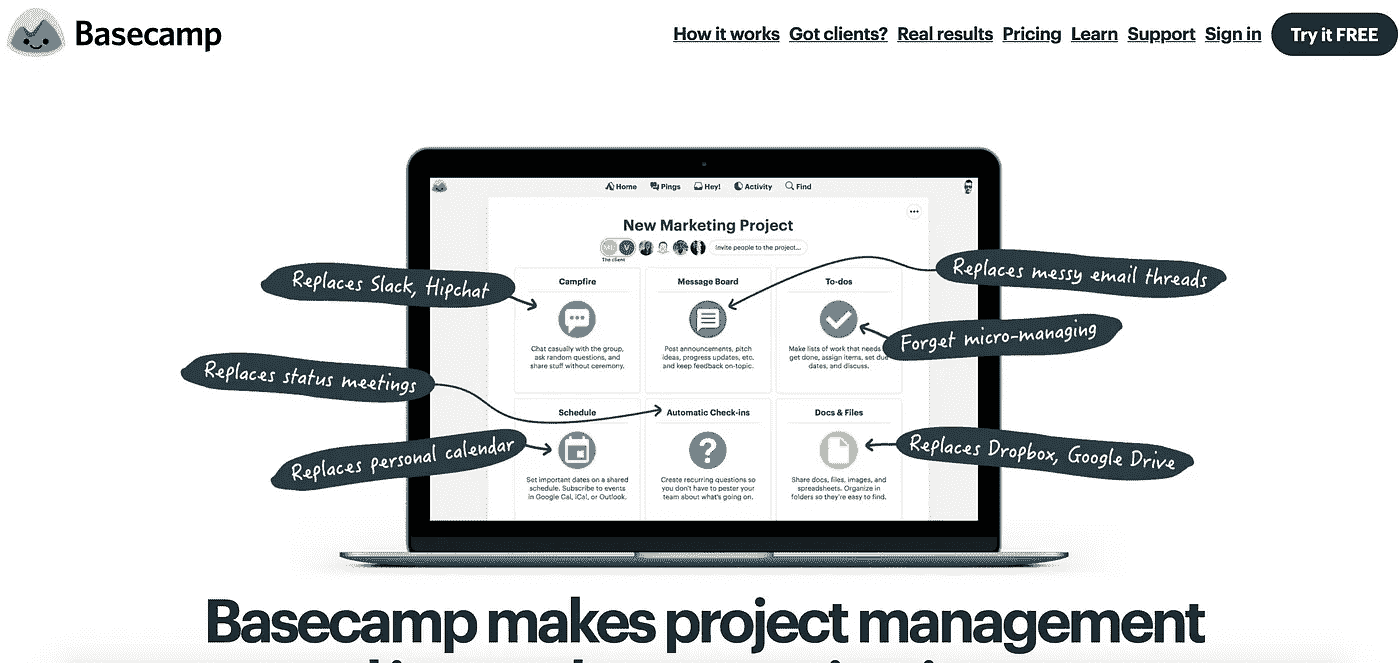 Basecamp
How it works Got clients? Real results Pricing Learn Support Sign in Try it FREE
Home Pings Hey! Activity Find
New Marketing Project
The client
Invite people to the project...
Replaces Slack, Hipchat
Replaces messy email threads
Forget micro-managing
Replaces status meetings
Replaces personal calendar
Replaces Dropbox, Google Drive
Campfire
Chat casually with the group,
ask random questions, and
share stuff without ceremony.
Message Board
Post announcements, pitch
ideas, progress updates, etc.
and keep feedback on-topic.
To-dos
Make lists of work that needs
get done, assign items, set due
dates, and discuss.
Schedule
Set important dates on a shared
schedule. Subscribe to events
in Google Cal, iCal, or Outlook.
Automatic Check-ins
Create recurring questions so
you don't have to pester your
team about what's going on.
Docs & Files
Share docs, files, images, and
spreadsheets. Organize in
folders so they're easy to find.
Basecamp makes project management